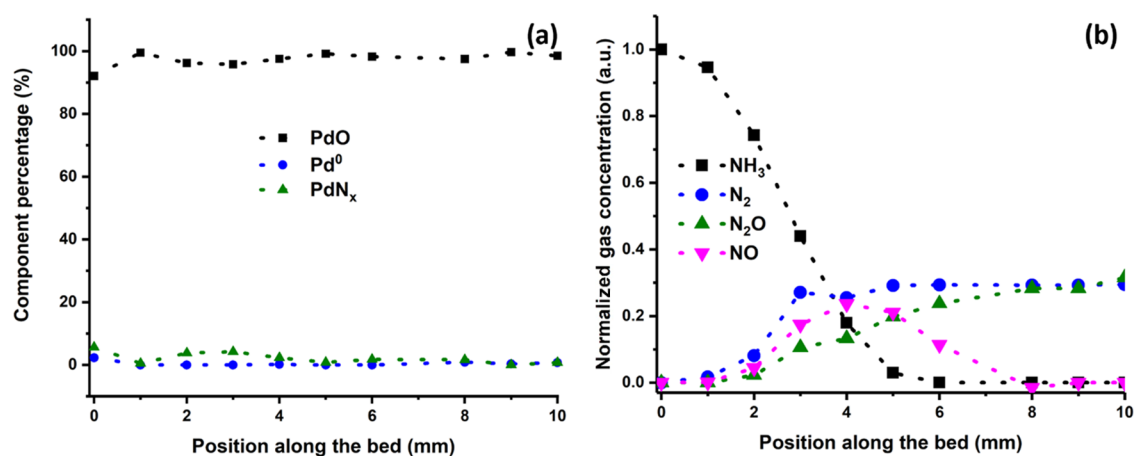 (a)
Component percentage (%)
100
80
60
40
20
0
PdO
Pd⁰
PdNₓ
0 2 4 6 8 10
Position along the bed (mm)
(b)
Normalized gas concentration (a.u.)
1.0
0.8
0.6
0.4
0.2
0.0
NH₃
N₂
N₂O
NO
0 2 4 6 8 10
Position along the bed (mm)